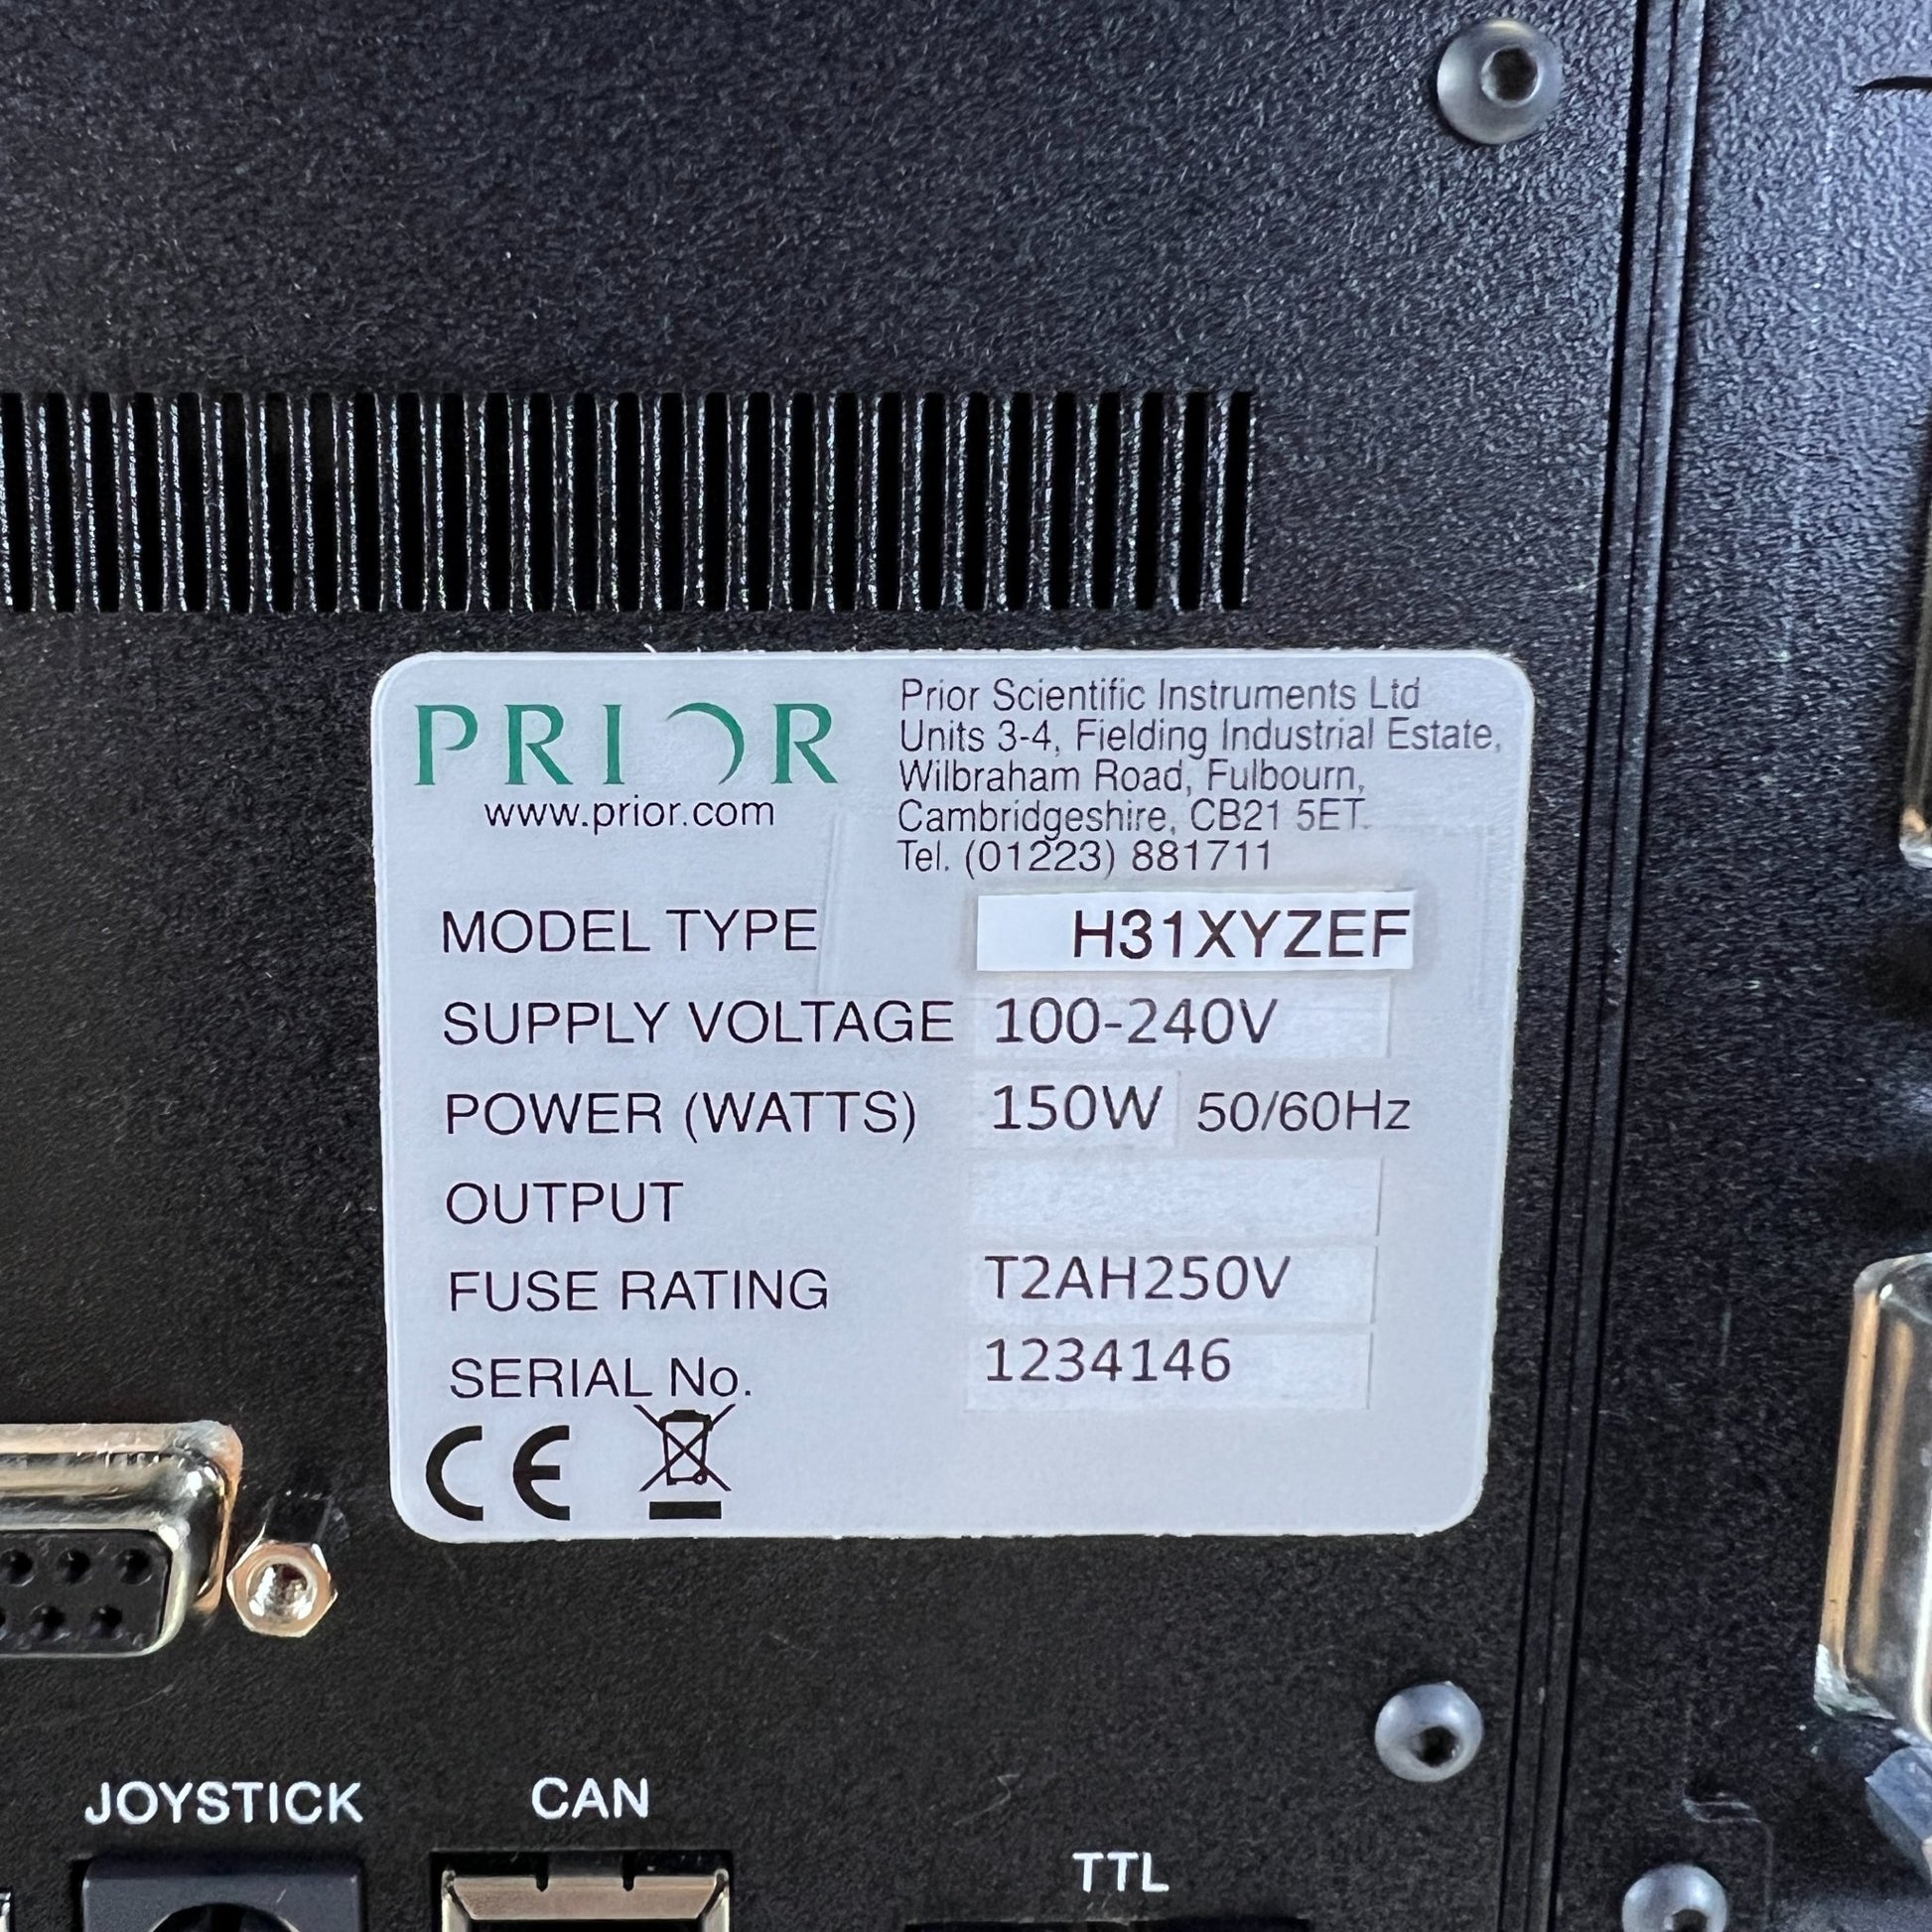 PRIOR
www.prior.com
Prior Scientific Instruments Ltd
Units 3-4, Fielding Industrial Estate,
Wilbraham Road, Fulbourn,
Cambridgeshire, CB21 5ET.
Tel. (01223) 881711
MODEL TYPE H31XYZEF
SUPPLY VOLTAGE 100-240V
POWER (WATTS) 150W 50/60Hz
OUTPUT
FUSE RATING T2AH250V
SERIAL No. 1234146
CE
JOYSTICK
CAN
TTL